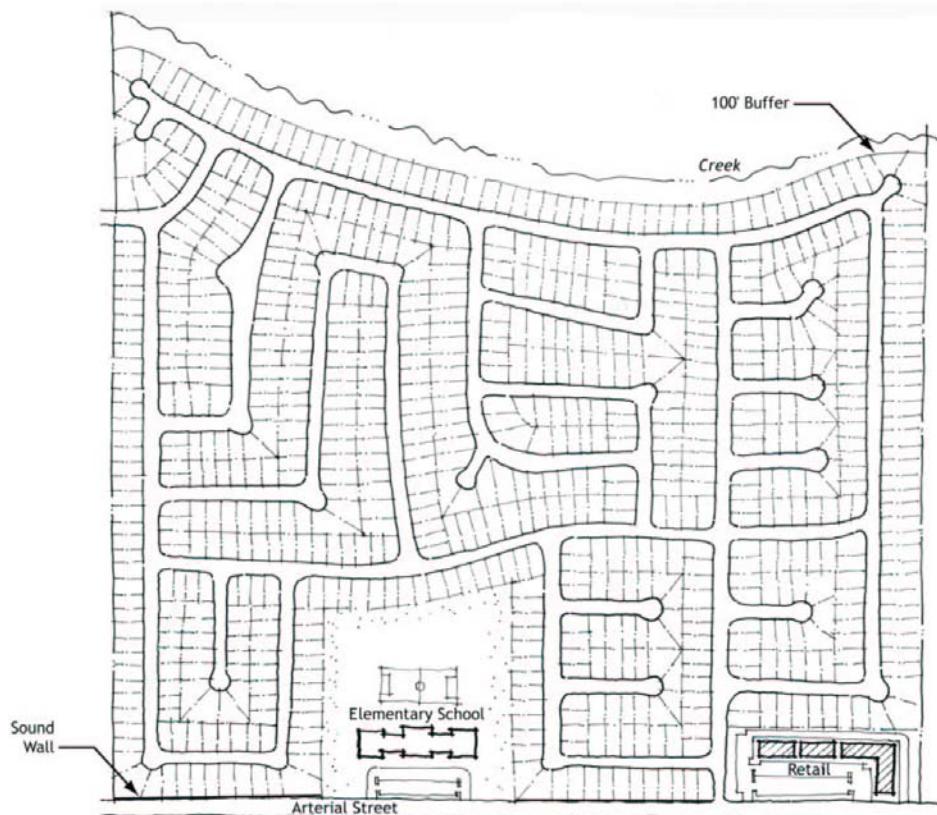 100' Buffer
Creek
Elementary School
Sound
Wall
Retail
Arterial Street